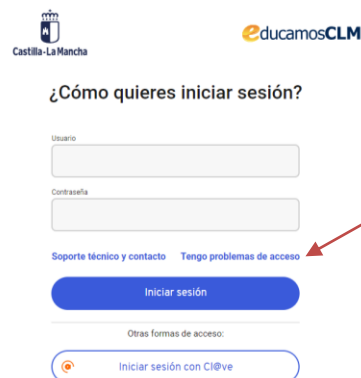 Castilla-La Mancha
educamosCLM
¿Cómo quieres iniciar sesión?
Usuario
Contraseña
Soporte técnico y contacto Tengo problemas de acceso
Iniciar sesión
Otras formas de acceso:
Iniciar sesión con Cl@ve